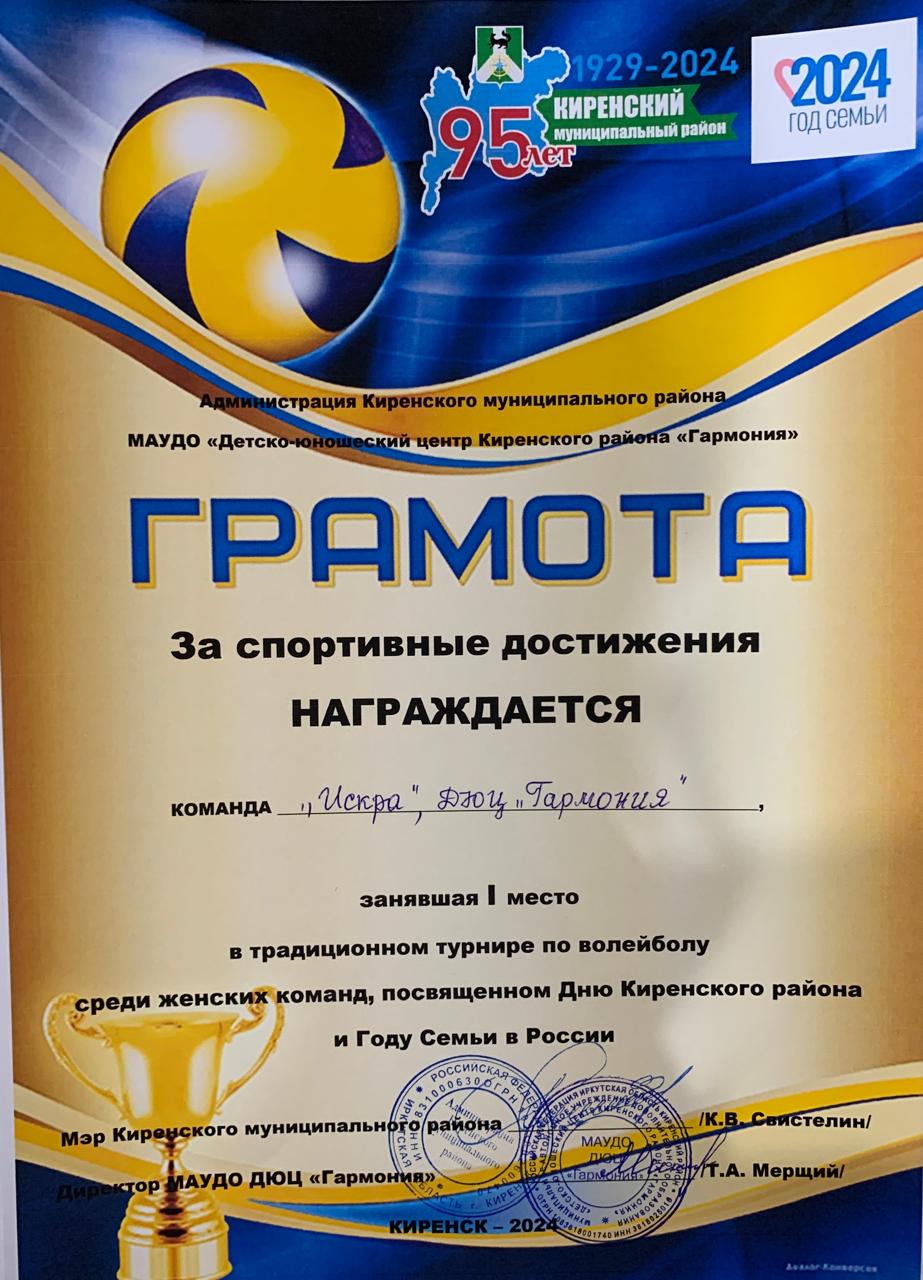 1929-2024
95 лет
КИРЕНСКИЙ
муниципальный район
2024
ГОД СЕМЬИ
Администрация Киренского муниципального района
МАУДО «Детско-юношеский центр Киренского района «Гармония»
ГРАМОТА
За спортивные достижения
НАГРАЖДАЕТСЯ
КОМАНДА „Искра", ДЮЦ „Гармония",
занявшая I место
в традиционном турнире по волейболу
среди женских команд, посвященном Дню Киренского района
и Году Семьи в России
Мэр Киренского муниципального района /К.В. Свистелин/
Директор МАУДО ДЮЦ «Гармония» /Т.А. Мерщий/
МАУДО
ДЮЦ
«Гармония»
КИРЕНСК – 2024